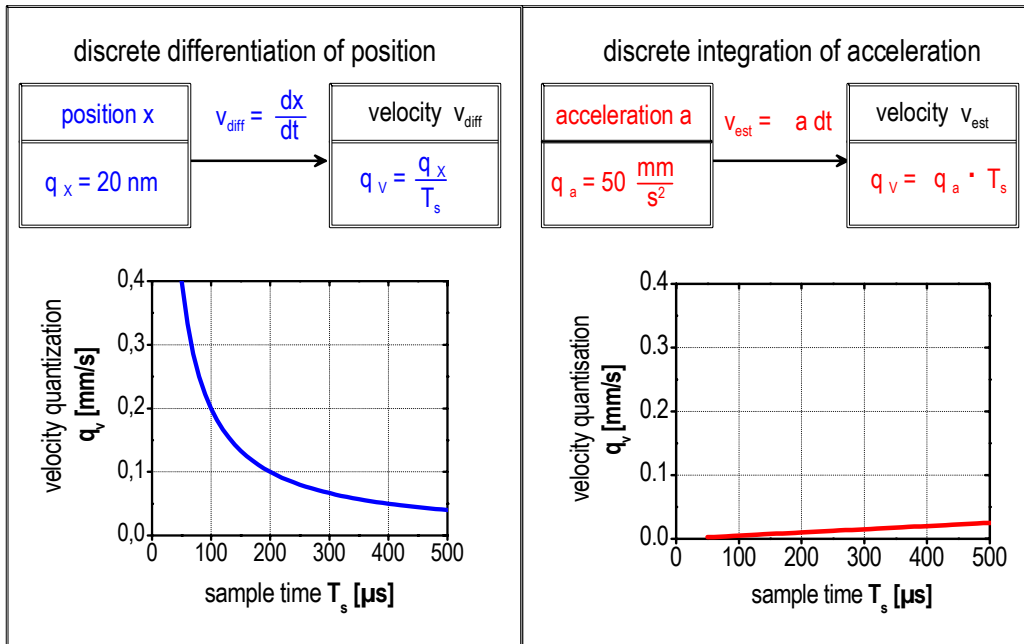 discrete differentiation of position
position x
v_diff = dx/dt
velocity v_diff
q_x = 20 nm
q_v = q_x/T_s
velocity quantization
q_v [mm/s]
0,4
0,3
0,2
0,1
0,0
0 100 200 300 400 500
sample time T_s [µs]
discrete integration of acceleration
acceleration a
v_est = a dt
velocity v_est
q_a = 50 mm/s²
q_v = q_a · T_s
velocity quantisation
q_v [mm/s]
0.4
0.3
0.2
0.1
0.0
0 100 200 300 400 500
sample time T_s [µs]